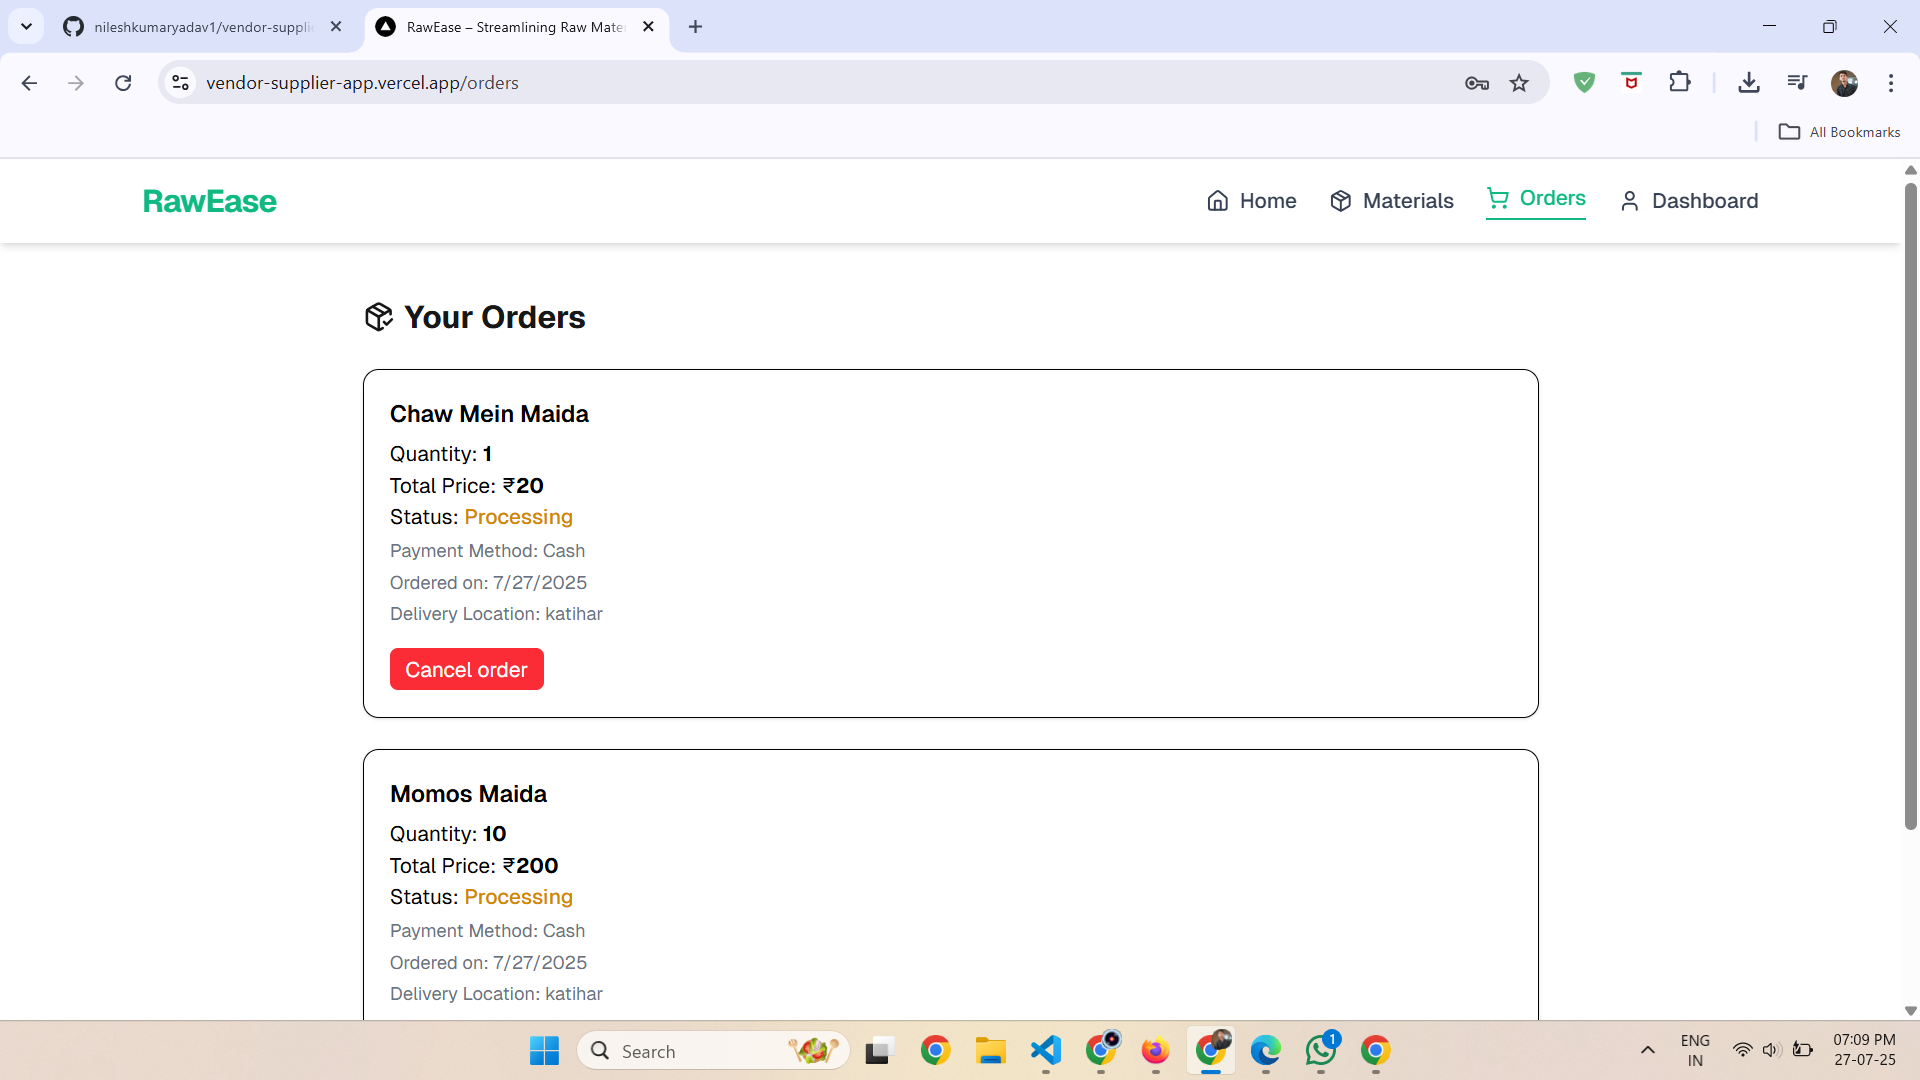 nileshkumaryadav1/vendor-supplie
RawEase – Streamlining Raw Mater
vendor-supplier-app.vercel.app/orders
All Bookmarks
RawEase
Home
Materials
Orders
Dashboard
Your Orders
Chaw Mein Maida
Quantity: 1
Total Price: ₹20
Status: Processing
Payment Method: Cash
Ordered on: 7/27/2025
Delivery Location: katihar
Cancel order
Momos Maida
Quantity: 10
Total Price: ₹200
Status: Processing
Payment Method: Cash
Ordered on: 7/27/2025
Delivery Location: katihar
Search
1
ENG
IN
07:09 PM
27-07-25